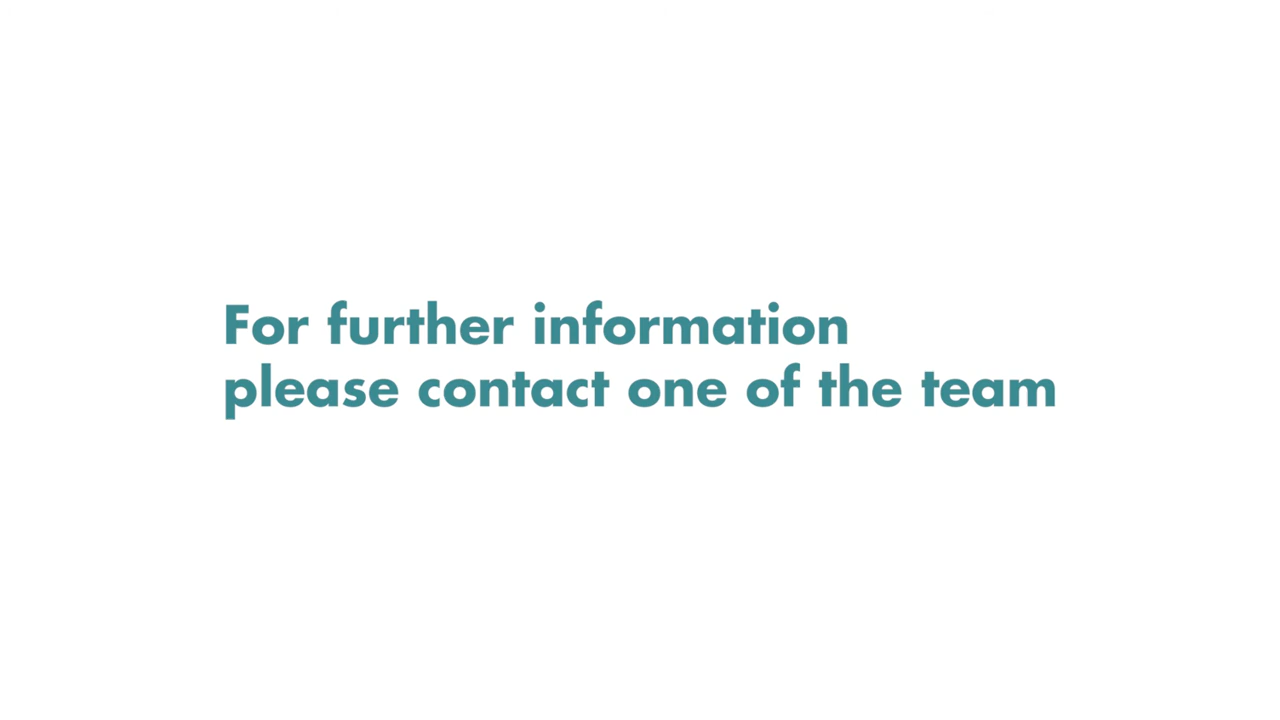 For further information
please contact one of the team